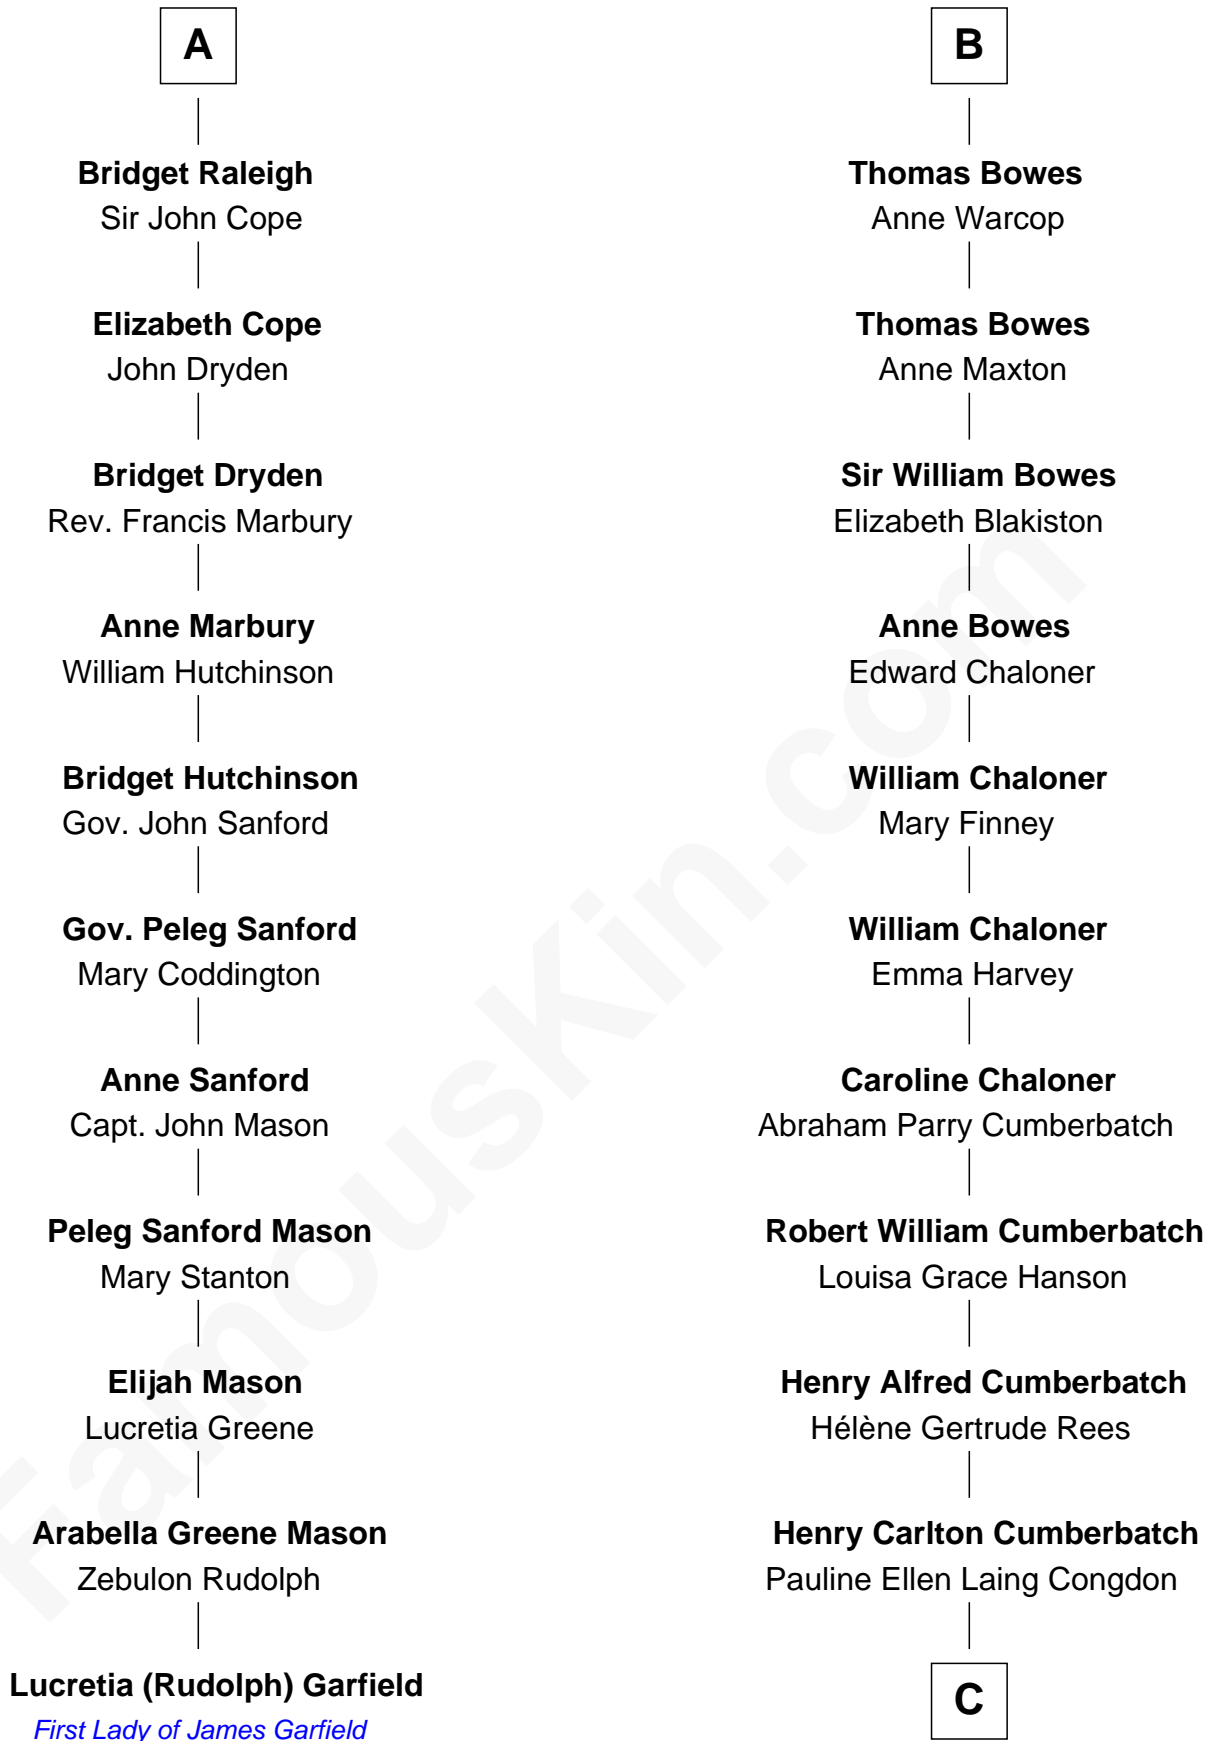 A
Bridget Raleigh
Sir John Cope
Elizabeth Cope
John Dryden
Bridget Dryden
Rev. Francis Marbury
Anne Marbury
William Hutchinson
Bridget Hutchinson
Gov. John Sanford
Gov. Peleg Sanford
Mary Coddington
Anne Sanford
Capt. John Mason
Peleg Sanford Mason
Mary Stanton
Elijah Mason
Lucretia Greene
Arabella Greene Mason
Zebulon Rudolph
Lucretia (Rudolph) Garfield
First Lady of James Garfield
B
Thomas Bowes
Anne Warcop
Thomas Bowes
Anne Maxton
Sir William Bowes
Elizabeth Blakiston
Anne Bowes
Edward Chaloner
William Chaloner
Mary Finney
William Chaloner
Emma Harvey
Caroline Chaloner
Abraham Parry Cumberbatch
Robert William Cumberbatch
Louisa Grace Hanson
Henry Alfred Cumberbatch
Hélène Gertrude Rees
Henry Carlton Cumberbatch
Pauline Ellen Laing Congdon
C
FamousKin.com